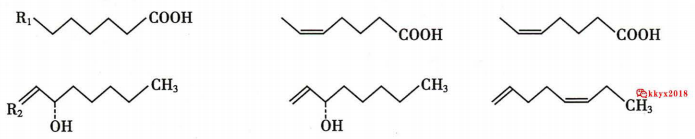 R₁ COOH
COOH
COOH
CH₃
R₂
OH
CH₃
OH
CH₃
kkyx2018